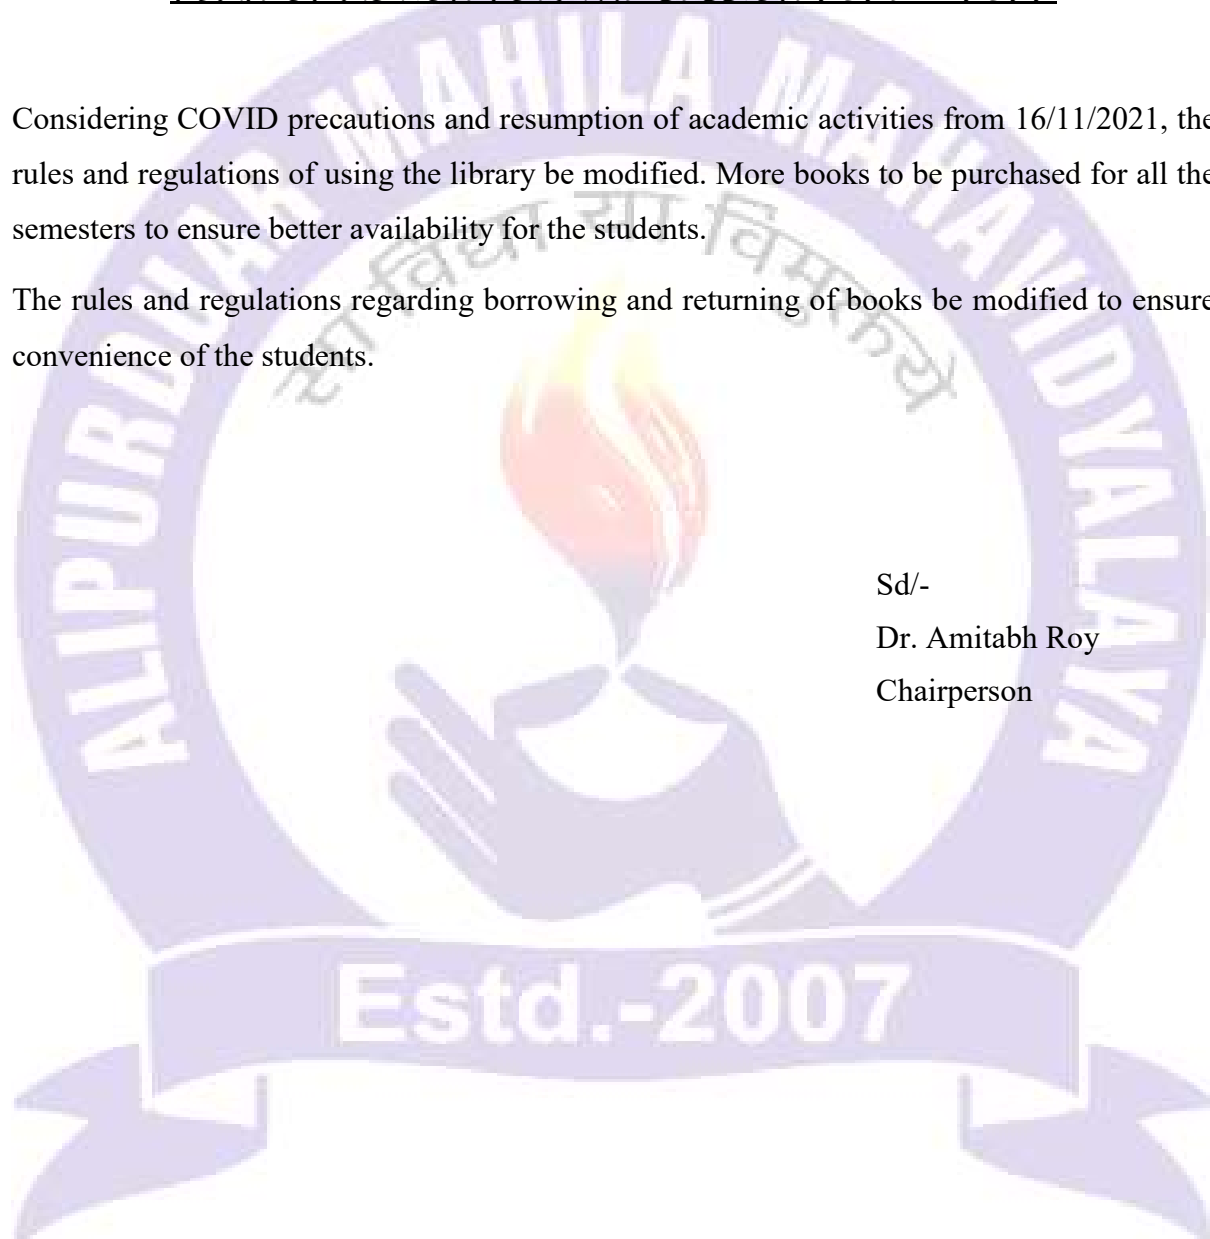 Considering COVID precautions and resumption of academic activities from 16/11/2021, the
rules and regulations of using the library be modified. More books to be purchased for all the
semesters to ensure better availability for the students.
The rules and regulations regarding borrowing and returning of books be modified to ensure
convenience of the students.
Sd/-
Dr. Amitabh Roy
Chairperson
ALIPURDUAR MAHILA MAHAVIDYALAYA
सा विद्या या विमुक्तये
Estd.-2007